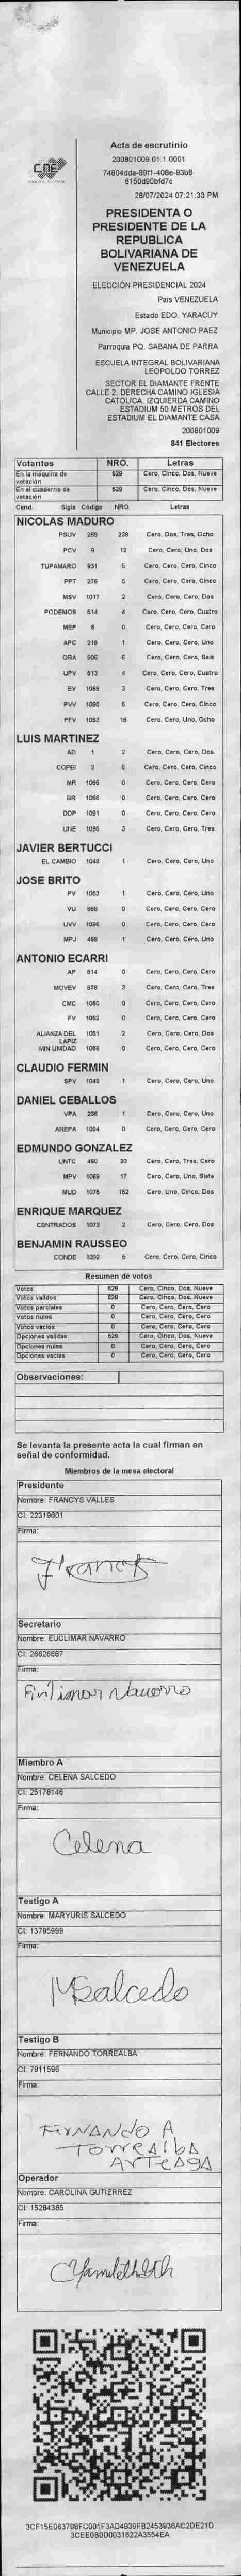 CNE
Acta de escrutinio
200801009.01.1.0001
28/07/2024 07:21:33 PM
PRESIDENTA O
PRESIDENTE DE LA
REPUBLICA
BOLIVARIANA DE
VENEZUELA
ELECCIÓN PRESIDENCIAL 2024
Pais VENEZUELA
Estado EDO. YARACUY
Municipio MP. JOSE ANTONIO PAEZ
Parroquia PQ. SABANA DE PARRA
ESCUELA INTEGRAL BOLIVARIANA
LEOPOLDO TORREZ
SECTOR EL DIAMANTE FRENTE
CALLE 2. DERECHA CAMINO IGLESIA
CATOLICA. IZQUIERDA CAMINO
ESTADIUM 50 METROS DEL
ESTADIUM EL DIAMANTE CASA
200801009
841 Electores
Votantes NRO. Letras
En la máquina de votación 529 Cero, Cinco, Dos, Nueve
En el cuaderno de votación 529 Cero, Cinco, Dos, Nueve
Cand. Sigla Código NRO. Letras
NICOLAS MADURO
PSUV 269 238 Cero, Dos, Tres, Ocho
PCV 9 12 Cero, Cero, Uno, Dos
TUPAMARO 931 5 Cero, Cero, Cero, Cinco
PPT 276 5 Cero, Cero, Cero, Cinco
MSV 1017 2 Cero, Cero, Cero, Dos
PODEMOS 514 4 Cero, Cero, Cero, Cuatro
MEP 6 0 Cero, Cero, Cero, Cero
APC 219 1 Cero, Cero, Cero, Uno
ORA 906 6 Cero, Cero, Cero, Seis
UPV 513 4 Cero, Cero, Cero, Cuatro
EV 1088 3 Cero, Cero, Cero, Tres
PVV 1090 5 Cero, Cero, Cero, Cinco
PFV 1093 18 Cero, Cero, Uno, Ocho
LUIS MARTINEZ
AD 1 2 Cero, Cero, Cero, Dos
COPEI 2 5 Cero, Cero, Cero, Cinco
MR 1066 0 Cero, Cero, Cero, Cero
BR 0 Cero, Cero, Cero, Cero
DDP 1091 0 Cero, Cero, Cero, Cero
UNE 1095 3 Cero, Cero, Cero, Tres
JAVIER BERTUCCI
EL CAMBIO 1048 1 Cero, Cero, Cero, Uno
JOSE BRITO
PV 1053 1 Cero, Cero, Cero, Uno
VU 968 0 Cero, Cero, Cero, Cero
UVV 1096 0 Cero, Cero, Cero, Cero
MPJ 459 1 Cero, Cero, Cero, Uno
ANTONIO ECARRI
AP 814 0 Cero, Cero, Cero, Cero
MOVEV 876 3 Cero, Cero, Cero, Tres
CMC 1050 0 Cero, Cero, Cero, Cero
FV 1062 0 Cero, Cero, Cero, Cero
ALIANZA DEL LAPIZ 1051 2 Cero, Cero, Cero, Dos
MIN UNIDAD 1068 0 Cero, Cero, Cero, Cero
CLAUDIO FERMIN
SPV 1049 1 Cero, Cero, Cero, Uno
DANIEL CEBALLOS
VPA 236 1 Cero, Cero, Cero, Uno
AREPA 1094 0 Cero, Cero, Cero, Cero
EDMUNDO GONZALEZ
UNTC 460 30 Cero, Cero, Tres, Cero
MPV 1069 17 Cero, Cero, Uno, Siete
MUD 1075 152 Cero, Uno, Cinco, Dos
ENRIQUE MARQUEZ
CENTRADOS 1073 2 Cero, Cero, Cero, Dos
BENJAMIN RAUSSEO
CONDE 1092 5 Cero, Cero, Cero, Cinco
Resumen de votos
Votos 529 Cero, Cinco, Dos, Nueve
Votos validos 529 Cero, Cinco, Dos, Nueve
Votos parciales 0 Cero, Cero, Cero, Cero
Votos nulos 0 Cero, Cero, Cero, Cero
Votos vacios 0 Cero, Cero, Cero, Cero
Opciones validas 529 Cero, Cinco, Dos, Nueve
Opciones nulas 0 Cero, Cero, Cero, Cero
Opciones vacias 0 Cero, Cero, Cero, Cero
Observaciones:
Se levanta la presente acta la cual firman en
señal de conformidad.
Miembros de la mesa electoral
Presidente
Nombre: FRANCYS VALLES
CI: 22319601
Firma:
Francys
Secretario
Nombre: EUCLIMAR NAVARRO
CI: 26626687
Firma:
Navarro
Miembro A
Nombre: CELENA SALCEDO
CI: 25178146
Firma:
Celena
Testigo A
Nombre: MARYURIS SALCEDO
CI: 13795999
Firma:
MSalcedo
Testigo B
Nombre: FERNANDO TORREALBA
CI: 7911596
Firma:
FerNANdo A
TorreAlbA
ArTeAgA
Operador
Nombre: CAROLINA GUTIERREZ
CI: 15284385
Firma: